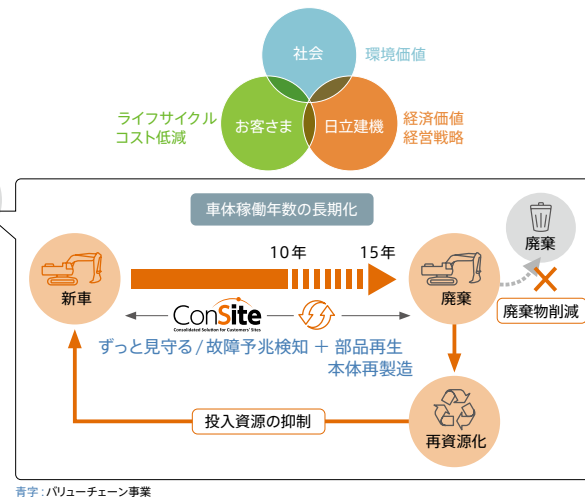 社会
環境価値
ライフサイクル
コスト低減
お客さま
日立建機
経済価値
経営戦略
車体稼働年数の長期化
10年
15年
新車
廃棄
廃棄
廃棄物削減
ConSite
Consolidated Solution for Customers' Sites
ずっと見守る/故障予兆検知 + 部品再生
本体再製造
投入資源の抑制
再資源化
青字:バリューチェーン事業